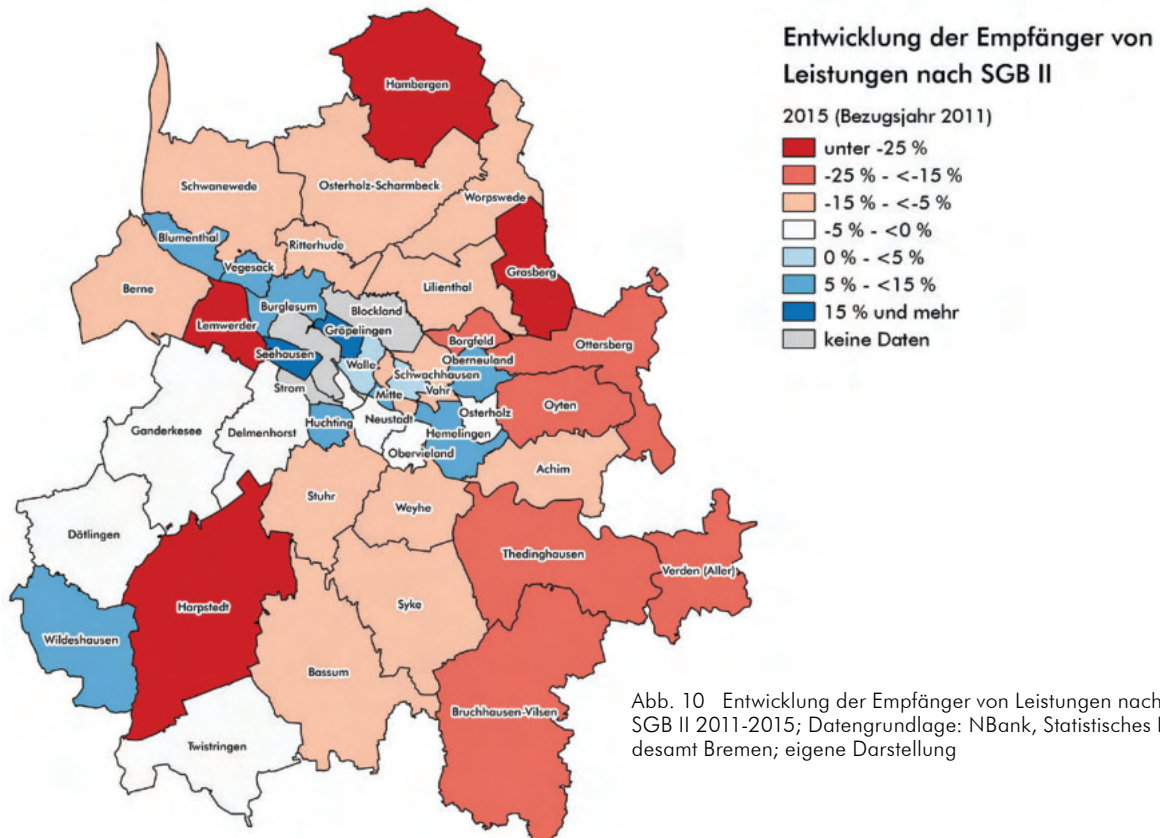 Entwicklung der Empfänger von
Leistungen nach SGB II
2015 (Bezugsjahr 2011)
unter -25 %
-25 % - <-15 %
-15 % - <-5 %
-5 % - <0 %
0 % - <5 %
5 % - <15 %
15 % und mehr
keine Daten
Hambergen
Schwanewede
Osterholz-Scharmbeck
Worpswede
Blumenthal
Ritterhude
Vegesack
Grasberg
Berne
Lilienthal
Burglesum
Blockland
Lemwerder
Gröpelingen
Borgfeld
Ottersberg
Seehausen
Walle
Oberneuland
Schwachhausen
Strom
Mitte
Vahr
Oyten
Huchting
Neustadt
Osterholz
Ganderkesee
Delmenhorst
Hemelingen
Obervieland
Achim
Stuhr
Weyhe
Dötlingen
Thedinghausen
Verden (Aller)
Harpstedt
Syke
Wildeshausen
Bassum
Bruchhausen-Vilsen
Twistringen
Abb. 10 Entwicklung der Empfänger von Leistungen nach
SGB II 2011-2015; Datengrundlage: NBank, Statistisches
desamt Bremen; eigene Darstellung